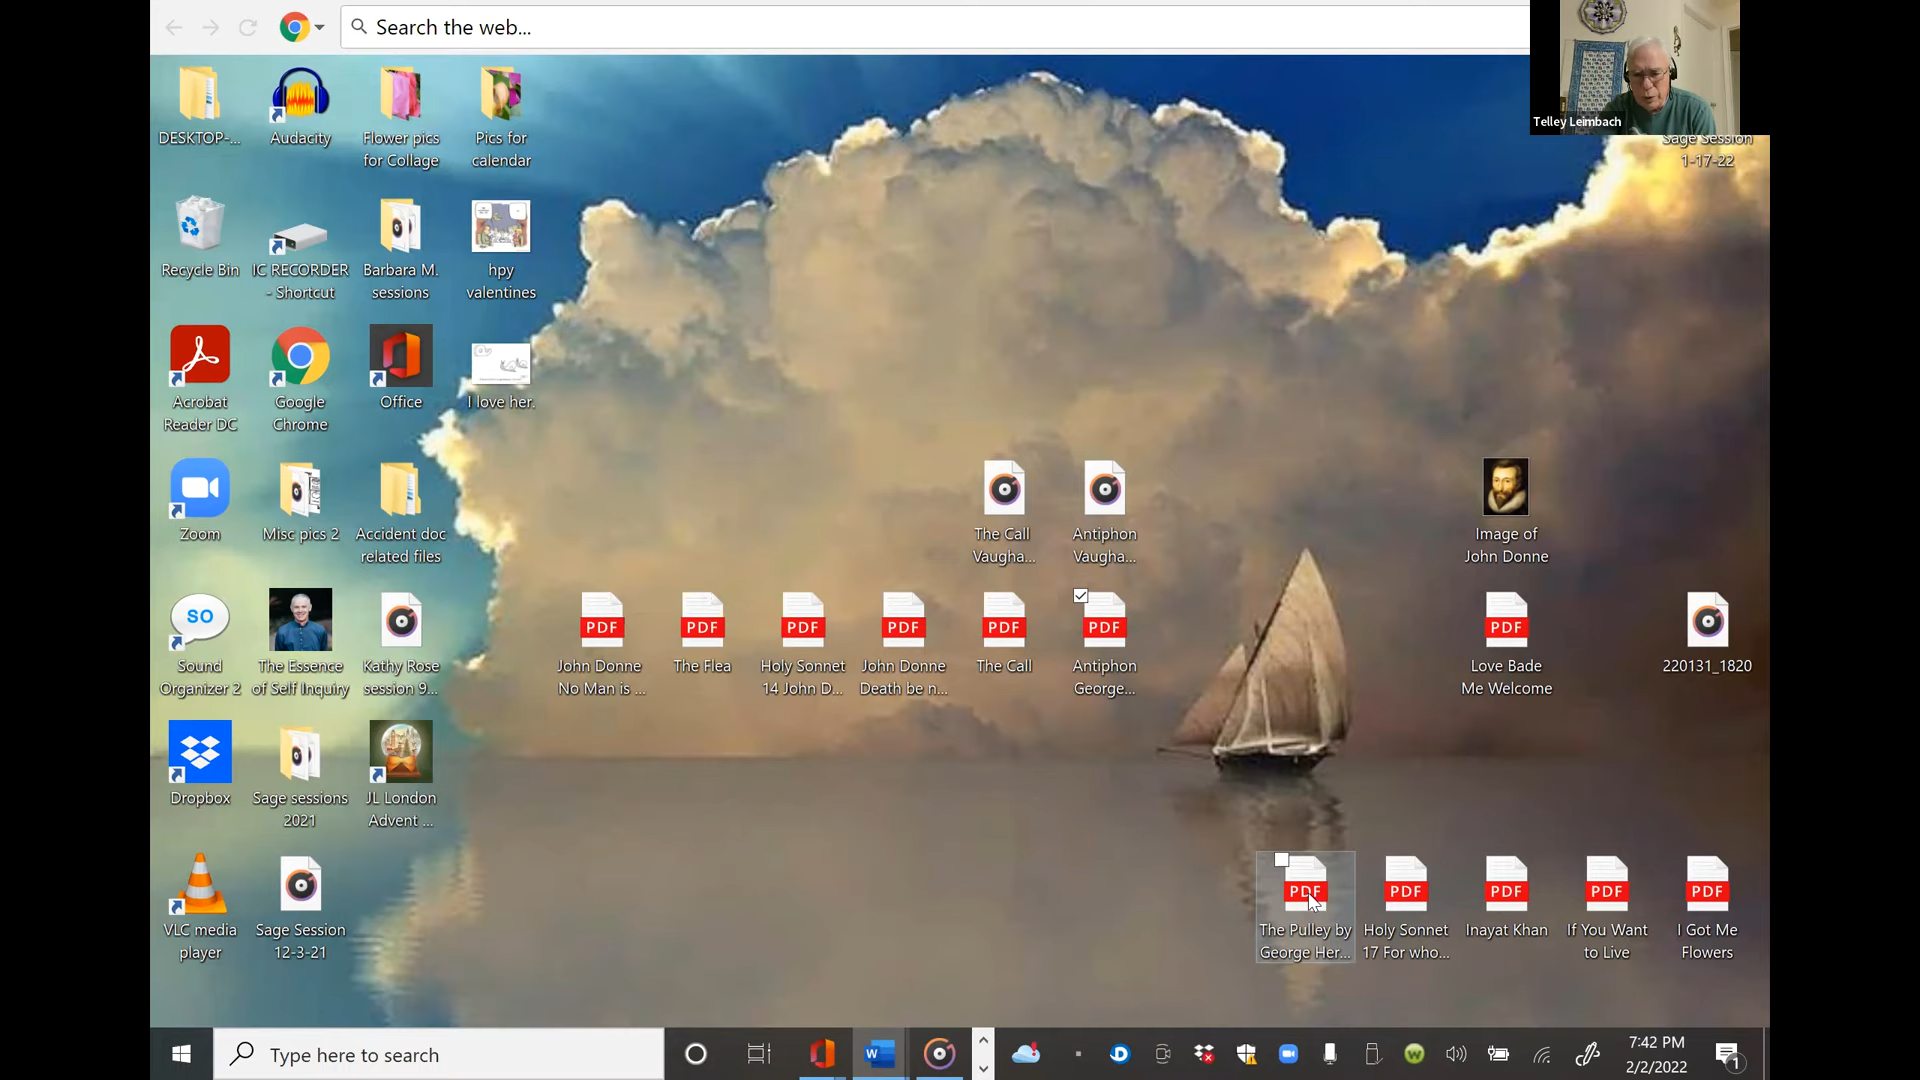 Search the web...
Telley Leimbach
DESKTOP-...
Audacity
Flower pics
for Collage
Pics for
calendar
Sage Session
1-17-22
Recycle Bin
IC RECORDER
- Shortcut
Barbara M.
sessions
hpy
valentines
Acrobat
Reader DC
Google
Chrome
Office
I love her.
Zoom
Misc pics 2
Accident doc
related files
The Call
Vaugha...
Antiphon
Vaugha...
Image of
John Donne
SO
Sound
Organizer 2
The Essence
of Self Inquiry
Kathy Rose
session 9...
PDF
John Donne
No Man is ...
PDF
The Flea
PDF
Holy Sonnet
14 John D...
PDF
John Donne
Death be n...
PDF
The Call
PDF
Antiphon
George...
PDF
Love Bade
Me Welcome
220131_1820
Dropbox
Sage sessions
2021
JL London
Advent ...
VLC media
player
Sage Session
12-3-21
PDF
The Pulley by
George Her...
PDF
Holy Sonnet
17 For who...
PDF
Inayat Khan
PDF
If You Want
to Live
PDF
I Got Me
Flowers
Type here to search
7:42 PM
2/2/2022
1